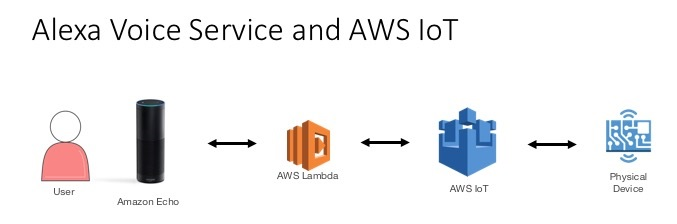 Alexa Voice Service and AWS IoT
User
Amazon Echo
AWS Lambda
AWS IoT
Physical
Device